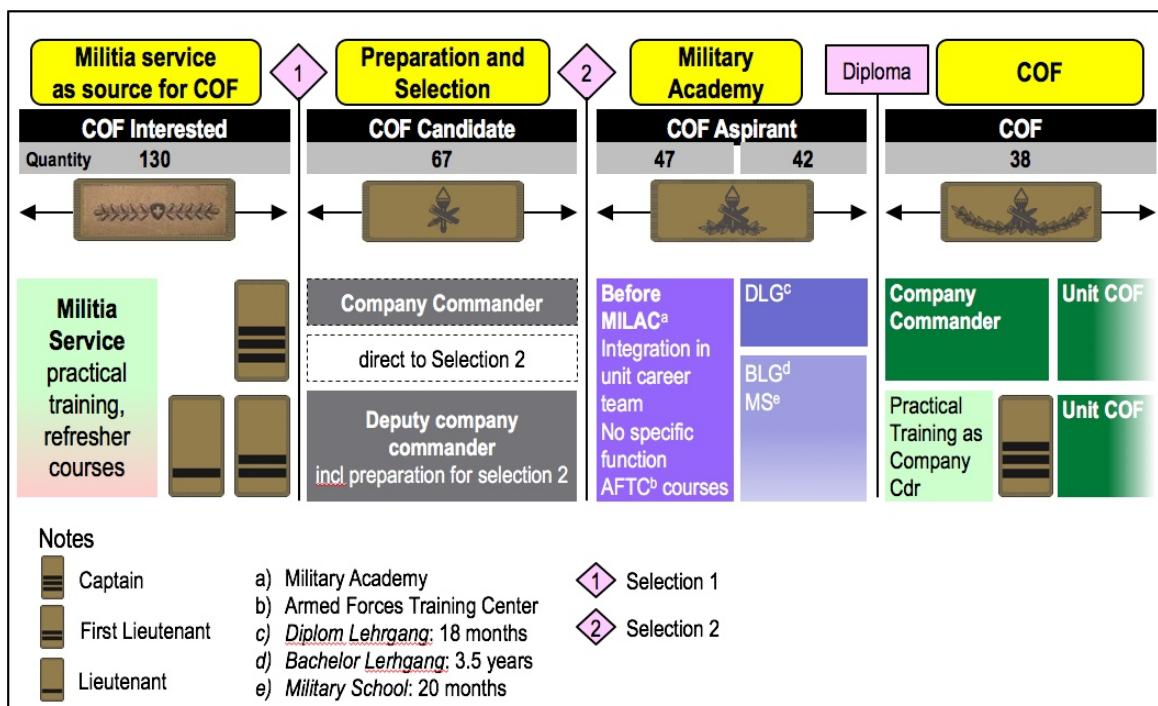 Militia service
as source for COF
1
Preparation and
Selection
2
Military
Academy
Diploma
COF
COF Interested
COF Candidate
COF Aspirant
COF
Quantity 130
67
47
42
38
Militia
Service
practical
training,
refresher
courses
Company Commander
direct to Selection 2
Deputy company
commander
incl preparation for selection 2
Before
MILACa
Integration in
unit career
team
No specific
function
AFTCb courses
DLGc
BLGd
MSe
Company
Commander
Unit COF
Practical
Training as
Company
Cdr
Unit COF
Notes
Captain
First Lieutenant
Lieutenant
a) Military Academy
b) Armed Forces Training Center
c) Diplom Lehrgang: 18 months
d) Bachelor Lerhgang: 3.5 years
e) Military School: 20 months
1 Selection 1
2 Selection 2